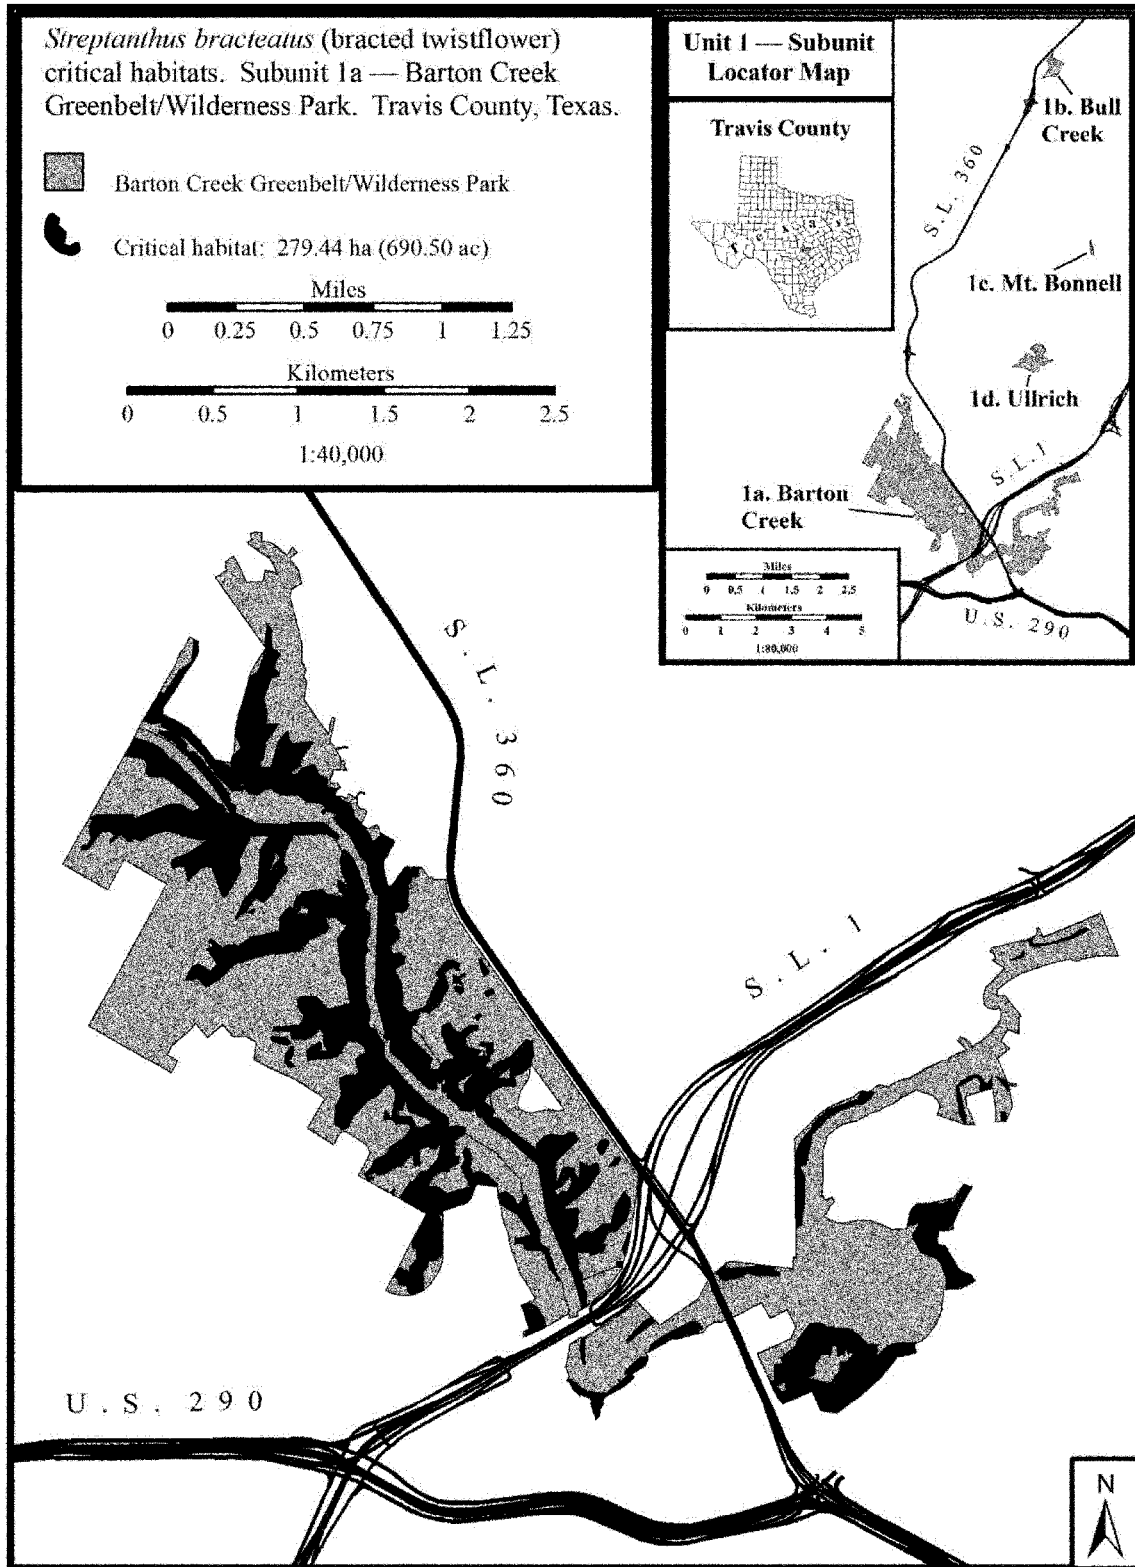 Streptanthus bracteatus (bracted twistflower)
critical habitats. Subunit 1a — Barton Creek
Greenbelt/Wilderness Park. Travis County, Texas.
Barton Creek Greenbelt/Wilderness Park
Critical habitat: 279.44 ha (690.50 ac)
Miles
0 0.25 0.5 0.75 1 1.25
Kilometers
0 0.5 1 1.5 2 2.5
1:40,000
Unit 1 — Subunit
Locator Map
Travis County
T e x a s
1b. Bull
Creek
S.L. 360
1c. Mt. Bonnell
1d. Ullrich
S.L. 1
1a. Barton
Creek
Miles
0 0.5 1 1.5 2 2.5
Kilometers
0 1 2 3 4 5
1:80,000
U.S. 290
S.L. 360
S.L. 1
U.S. 290
N